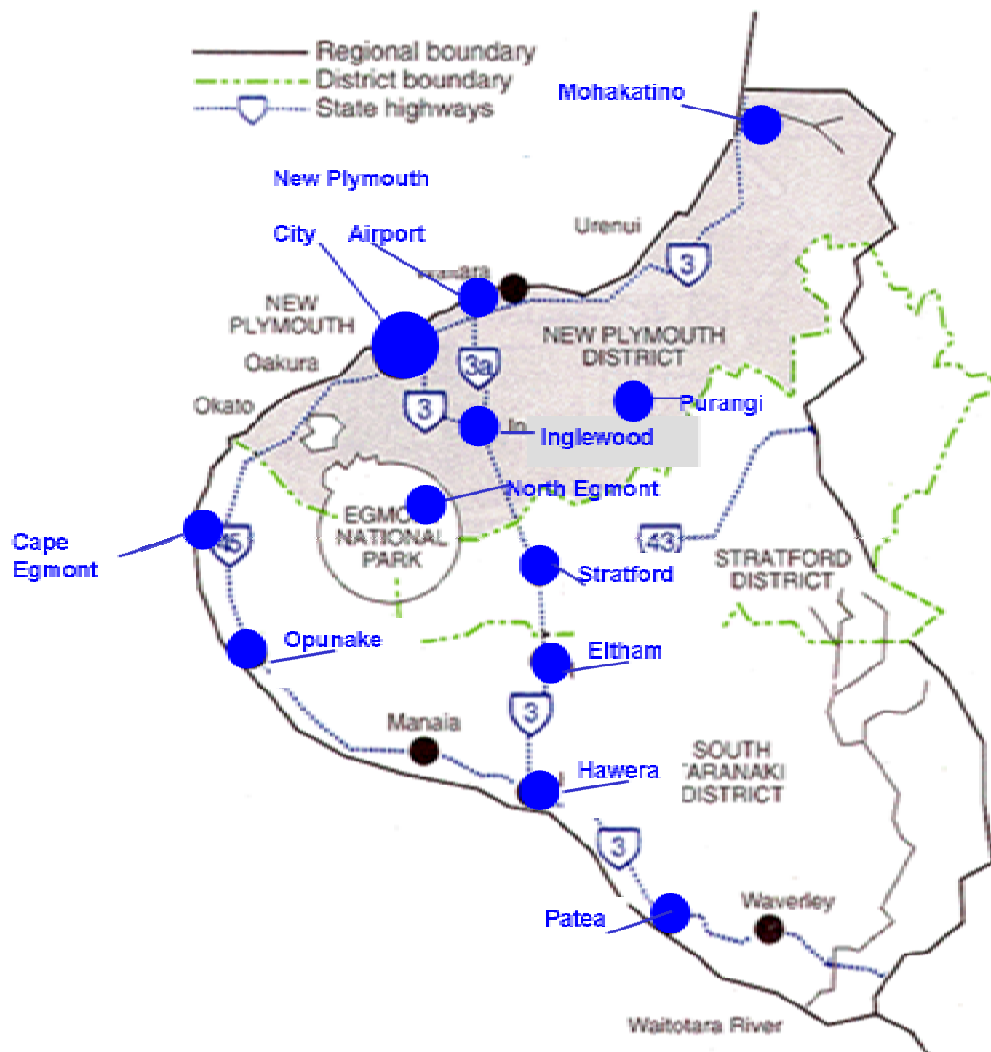 Regional boundary
District boundary
State highways
Mohakatino
New Plymouth
City Airport
Urenui
3
NEW
PLYMOUTH
NEW PLYMOUTH
DISTRICT
Oakura
3a
Okato
3
Purangi
In
Inglewood
North Egmont
EGMO
NATIONAL
PARK
45
43
Cape
Egmont
STRATFORD
DISTRICT
Stratford
Opunake
Eltham
3
Manaia
SOUTH
TARANAKI
DISTRICT
Hawera
3
Waverley
Patea
Waitotara River